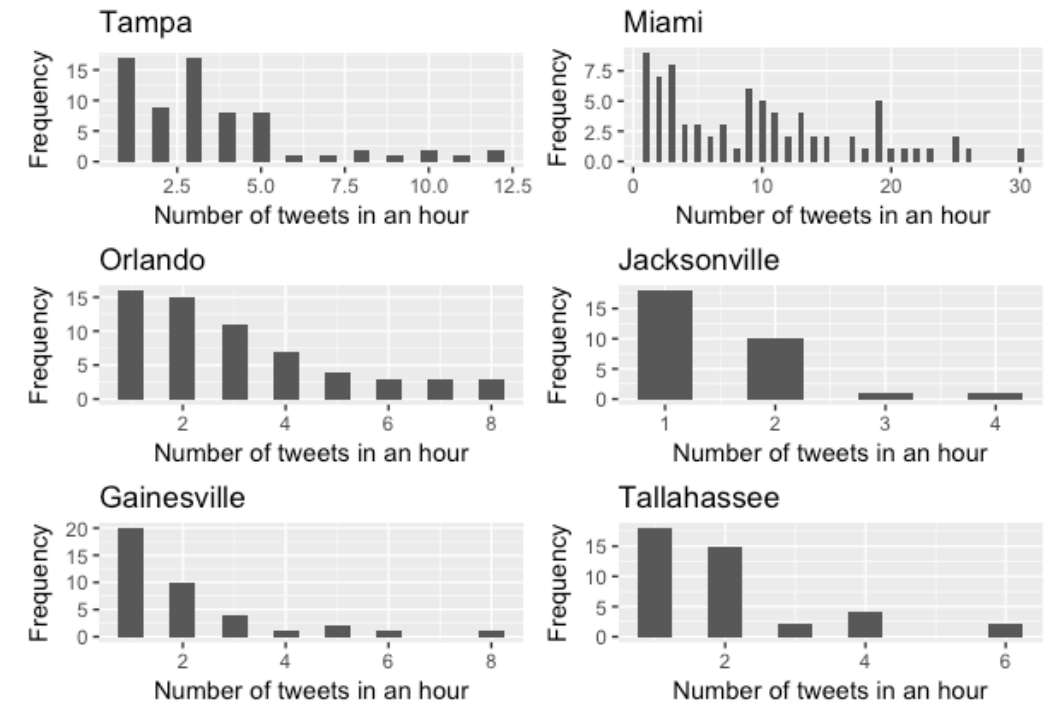 Tampa
Frequency
15
10
5
0
2.5 5.0 7.5 10.0 12.5
Number of tweets in an hour
Miami
Frequency
7.5
5.0
2.5
0.0
0 10 20 30
Number of tweets in an hour
Orlando
Frequency
15
10
5
0
2 4 6 8
Number of tweets in an hour
Jacksonville
Frequency
15
10
5
0
1 2 3 4
Number of tweets in an hour
Gainesville
Frequency
20
15
10
5
0
2 4 6 8
Number of tweets in an hour
Tallahassee
Frequency
15
10
5
0
2 4 6
Number of tweets in an hour